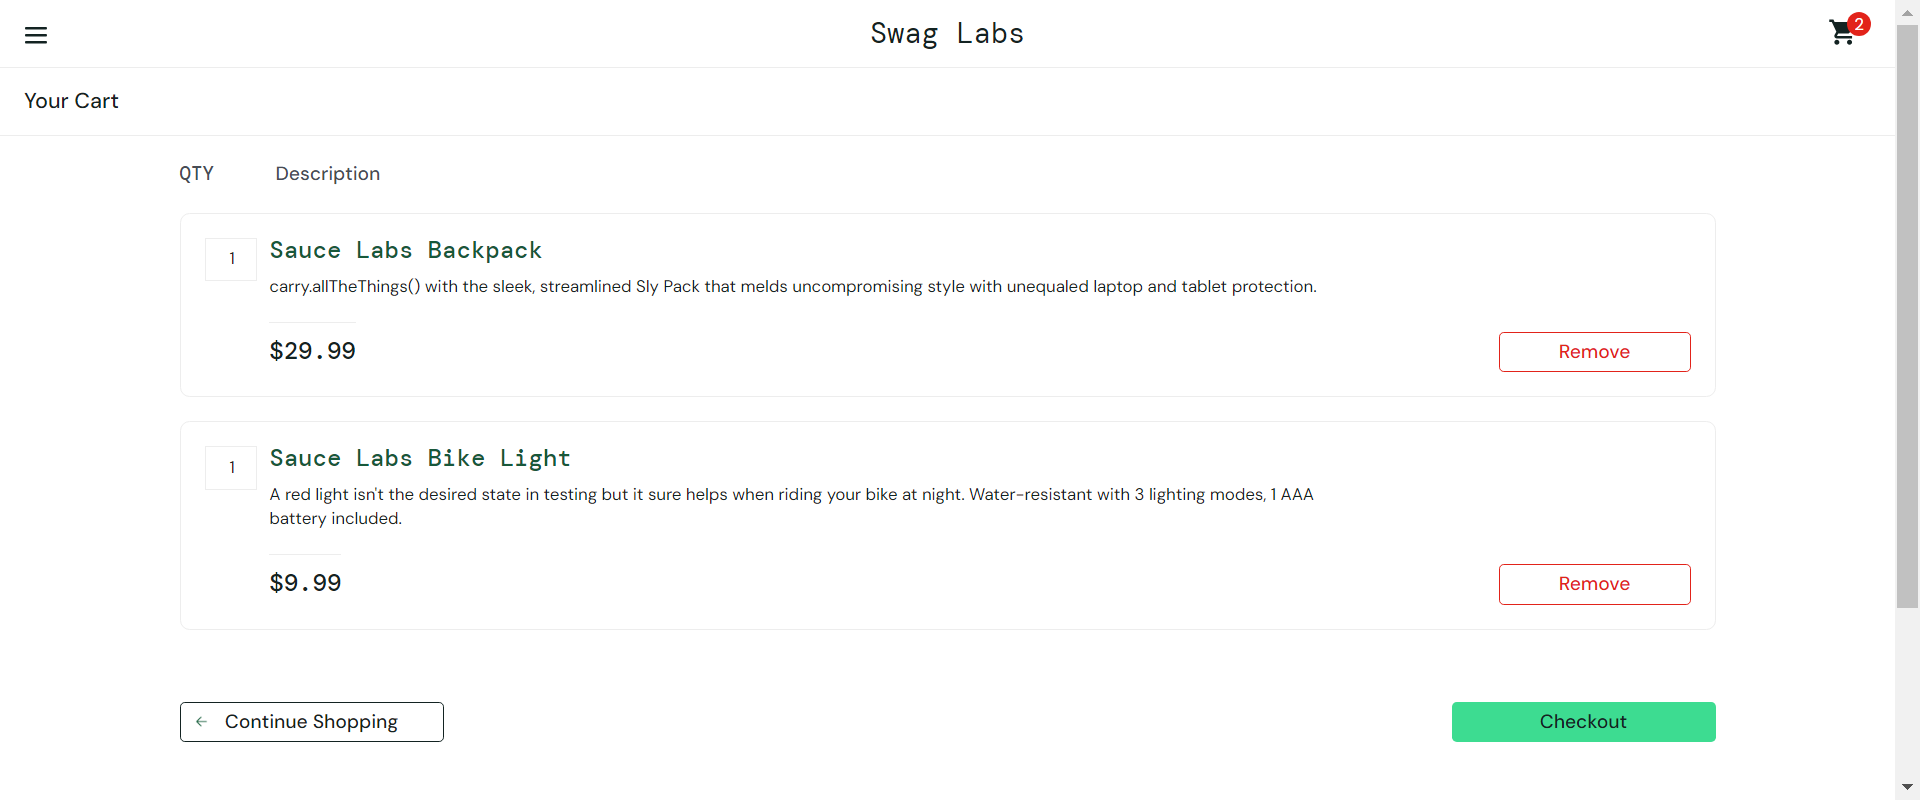 Swag Labs
2
Your Cart
QTY Description
1
Sauce Labs Backpack
carry.allTheThings() with the sleek, streamlined Sly Pack that melds uncompromising style with unequaled laptop and tablet protection.
$29.99
Remove
1
Sauce Labs Bike Light
A red light isn't the desired state in testing but it sure helps when riding your bike at night. Water-resistant with 3 lighting modes, 1 AAA
battery included.
$9.99
Remove
Continue Shopping
Checkout